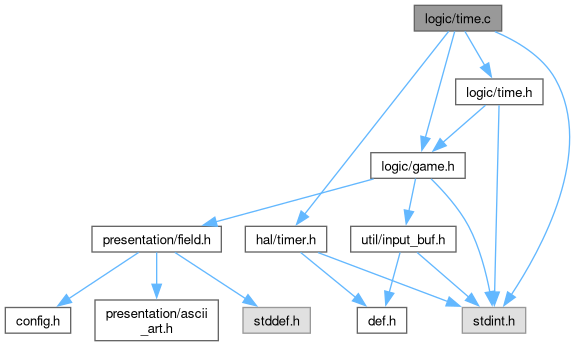 logic/time.c
logic/time.h
logic/game.h
presentation/field.h
hal/timer.h
util/input_buf.h
config.h
presentation/ascii
_art.h
stddef.h
def.h
stdint.h